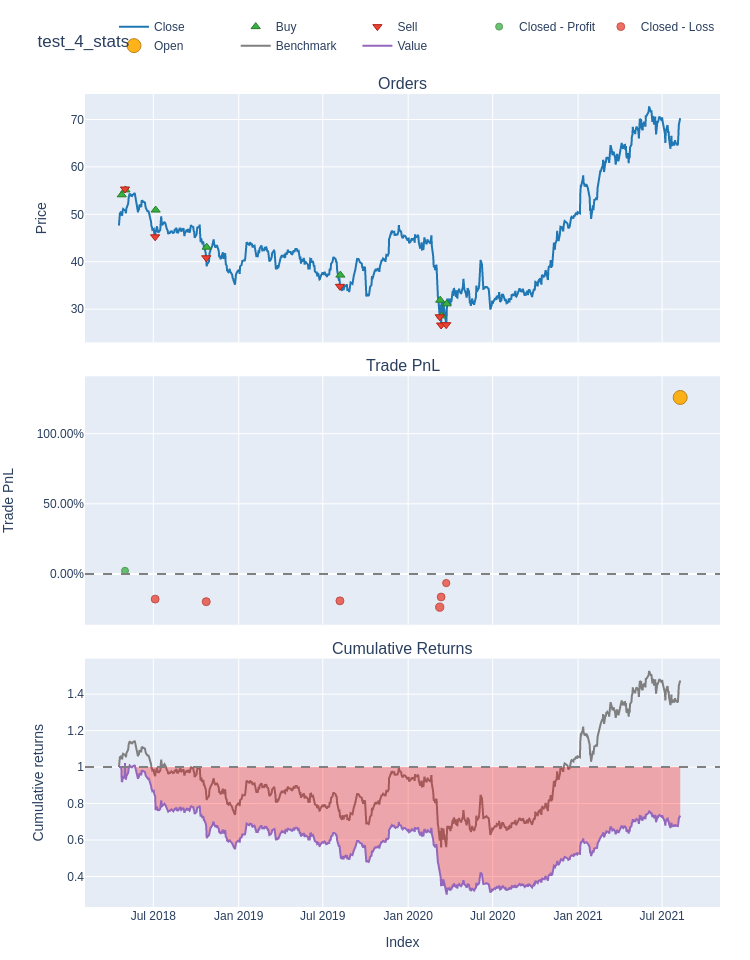 test_4_stats
Close Buy Sell Closed - Profit Closed - Loss
Open Benchmark Value
Orders
Price
70
60
50
40
30
Trade PnL
Trade PnL
100.00%
50.00%
0.00%
Cumulative Returns
Cumulative returns
1.4
1.2
1
0.8
0.6
0.4
Jul 2018 Jan 2019 Jul 2019 Jan 2020 Jul 2020 Jan 2021 Jul 2021
Index